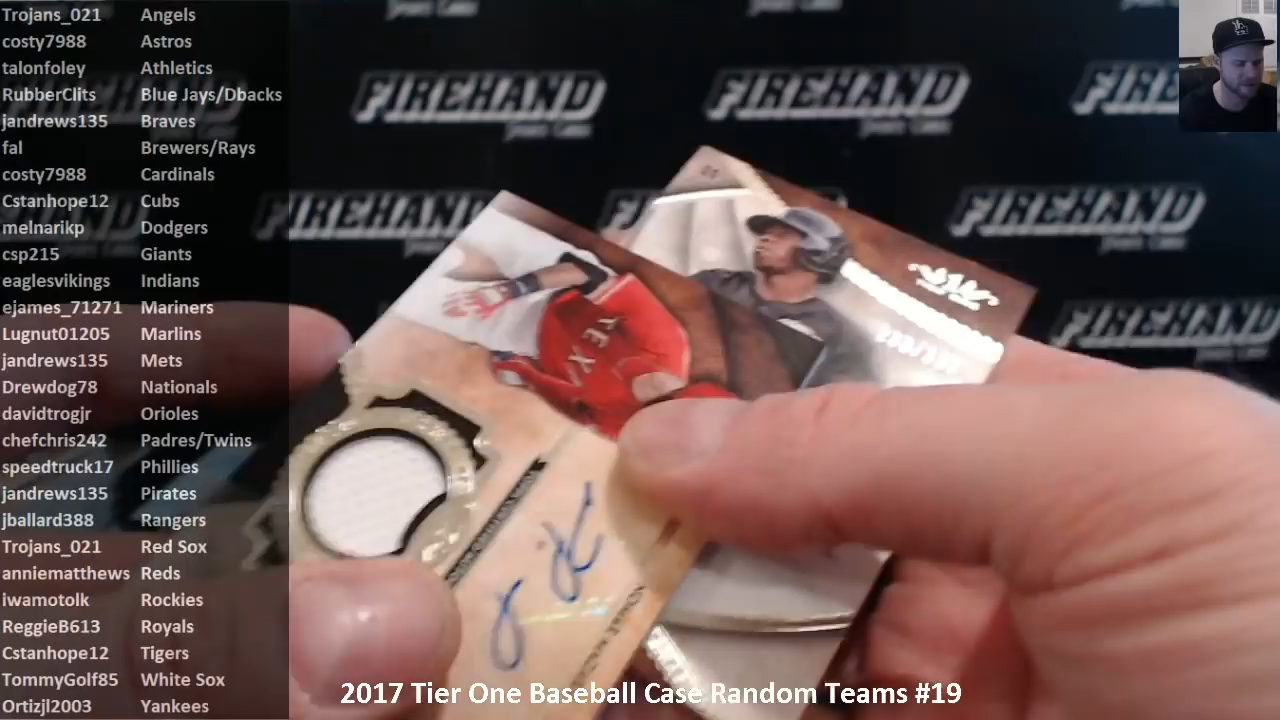 Trojans_021 Angels
costy7988 Astros
talonfoley Athletics
RubberClits Blue Jays/Dbacks
jandrews135 Braves
fal Brewers/Rays
costy7988 Cardinals
Cstanhope12 Cubs
melnarikp Dodgers
csp215 Giants
eaglesvikings Indians
ejames_71271 Mariners
Lugnut01205 Marlins
jandrews135 Mets
Drewdog78 Nationals
davidtrogjr Orioles
chefchris242 Padres/Twins
speedtruck17 Phillies
jandrews135 Pirates
jballard388 Rangers
Trojans_021 Red Sox
anniematthews Reds
iwamotolk Rockies
ReggieB613 Royals
Cstanhope12 Tigers
TommyGolf85 White Sox
Ortizjl2003 Yankees
FIREHAND
FIREHAND
FIREHAND
FIREHAND
FIREHAND
TEXA
2017 Tier One Baseball Case Random Teams #19